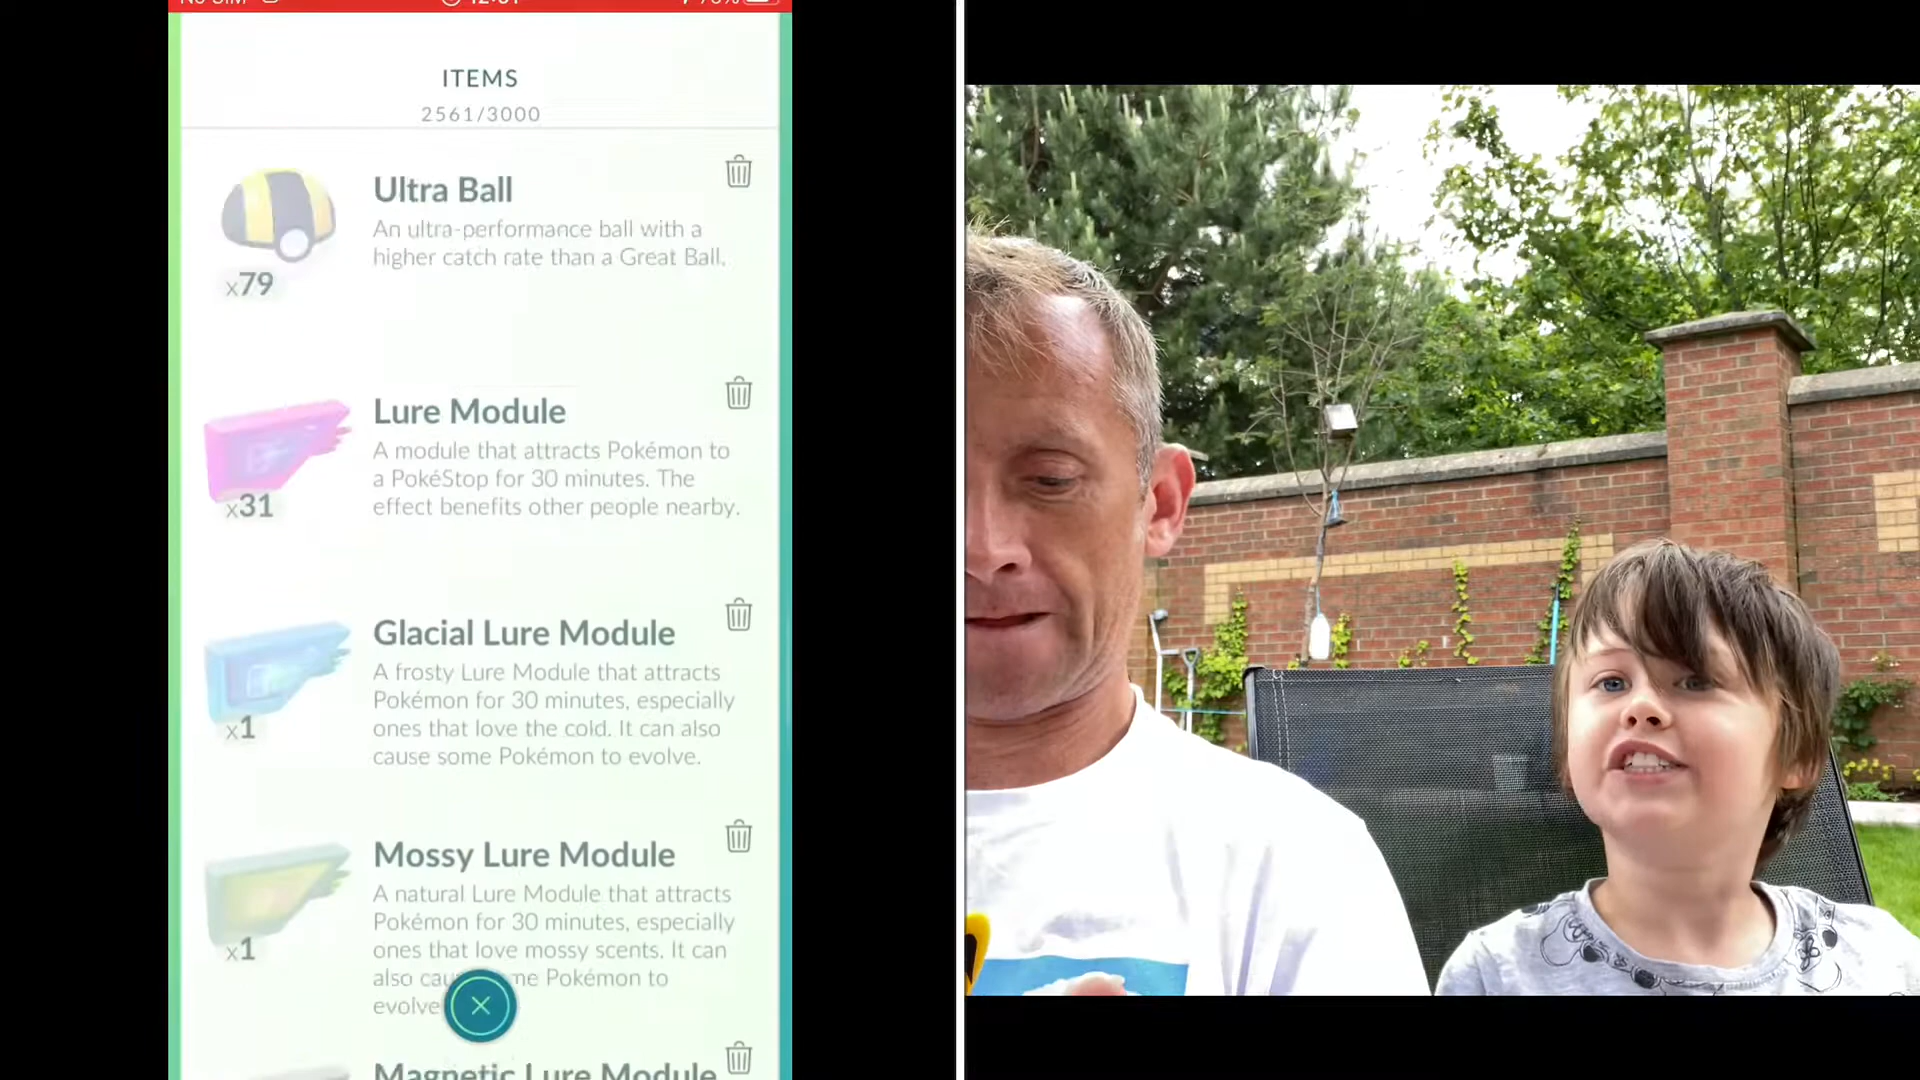 ITEMS
2561/3000
Ultra Ball
An ultra-performance ball with a
higher catch rate than a Great Ball.
x79
Lure Module
A module that attracts Pokémon to
a PokéStop for 30 minutes. The
effect benefits other people nearby.
x31
Glacial Lure Module
A frosty Lure Module that attracts
Pokémon for 30 minutes, especially
ones that love the cold. It can also
cause some Pokémon to evolve.
x1
Mossy Lure Module
A natural Lure Module that attracts
Pokémon for 30 minutes, especially
ones that love mossy scents. It can
also Pokémon to
evolve
x1
Magnetic Lure Module